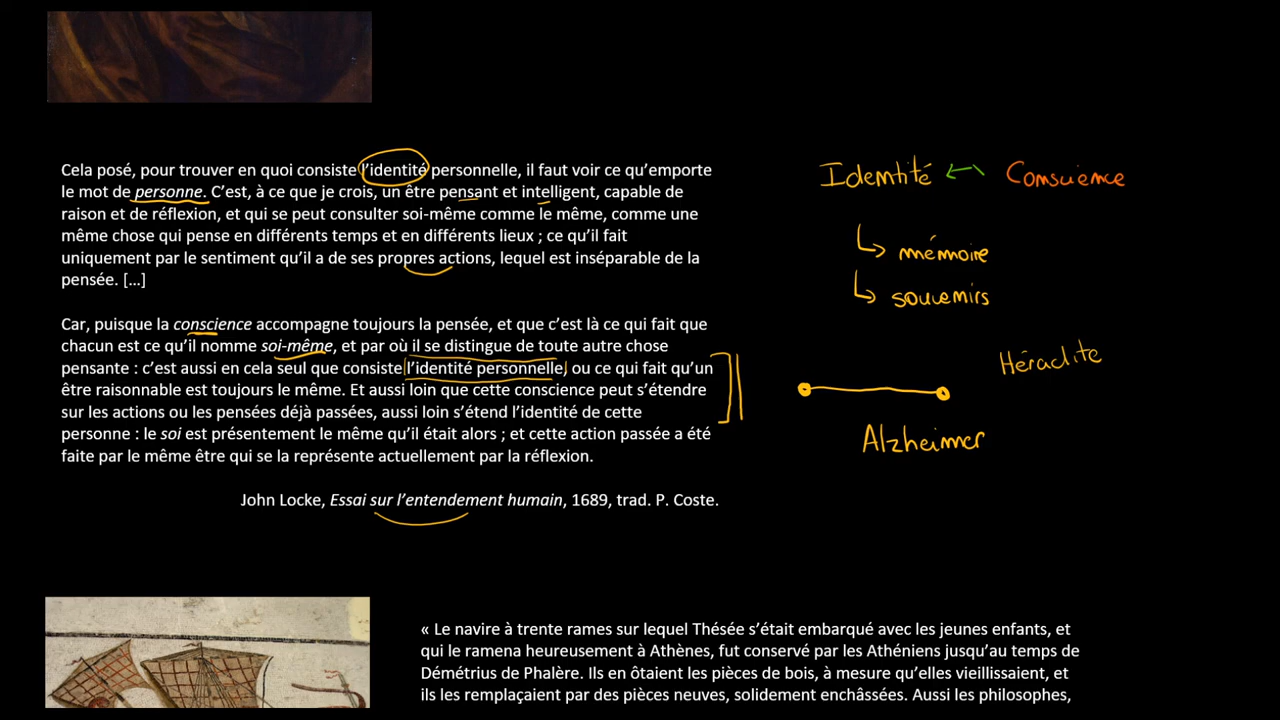 Cela posé, pour trouver en quoi consiste l'identité personnelle, il faut voir ce qu'emporte
le mot de personne. C'est, à ce que je crois, un être pensant et intelligent, capable de
raison et de réflexion, et qui se peut consulter soi-même comme le même, comme une
même chose qui pense en différents temps et en différents lieux ; ce qu'il fait
uniquement par le sentiment qu'il a de ses propres actions, lequel est inséparable de la
pensée. […]
Car, puisque la conscience accompagne toujours la pensée, et que c'est là ce qui fait que
chacun est ce qu'il nomme soi-même, et par où il se distingue de toute autre chose
pensante : c'est aussi en cela seul que consiste l'identité personnelle, ou ce qui fait qu'un
être raisonnable est toujours le même. Et aussi loin que cette conscience peut s'étendre
sur les actions ou les pensées déjà passées, aussi loin s'étend l'identité de cette
personne : le soi est présentement le même qu'il était alors ; et cette action passée a été
faite par le même être qui se la représente actuellement par la réflexion.
John Locke, Essai sur l'entendement humain, 1689, trad. P. Coste.
Identité ← Conscience
mémoire
souvenirs
Héraclite
Alzheimer
« Le navire à trente rames sur lequel Thésée s'était embarqué avec les jeunes enfants, et
qui le ramena heureusement à Athènes, fut conservé par les Athéniens jusqu'au temps de
Démétrius de Phalère. Ils en ôtaient les pièces de bois, à mesure qu'elles vieillissaient, et
ils les remplaçaient par des pièces neuves, solidement enchâssées. Aussi les philosophes,